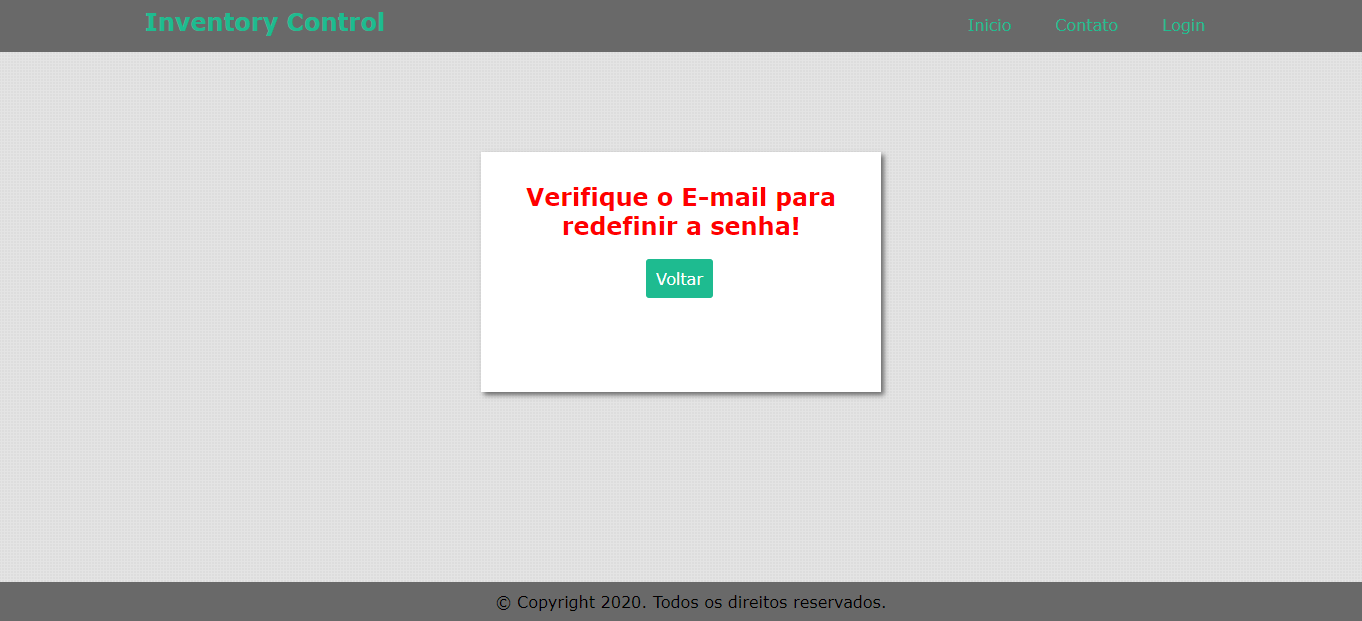 Inventory Control
Inicio Contato Login
Verifique o E-mail para
redefinir a senha!
Voltar
© Copyright 2020. Todos os direitos reservados.